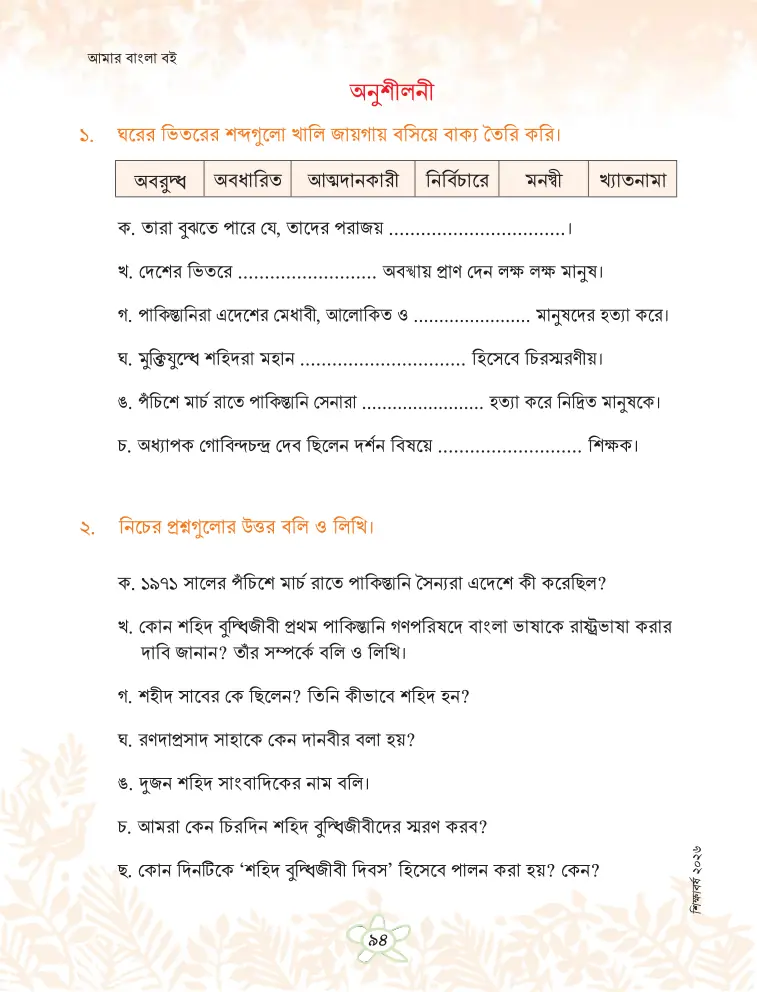 আমার বাংলা বই
অনুশীলনী
১. ঘরের ভিতরের শব্দগুলো খালি জায়গায় বসিয়ে বাক্য তৈরি করি।
অবরুদ্ধ অবধারিত আত্মদানকারী নির্বিচারে মনস্বী খ্যাতনামা
ক. তারা বুঝতে পারে যে, তাদের পরাজয় .................................।
খ. দেশের ভিতরে .......................... অবস্থায় প্রাণ দেন লক্ষ লক্ষ মানুষ।
গ. পাকিস্তানিরা এদেশের মেধাবী, আলোকিত ও ....................... মানুষদের হত্যা করে।
ঘ. মুক্তিযুদ্ধে শহিদরা মহান ............................... হিসেবে চিরস্মরণীয়।
ঙ. পঁচিশে মার্চ রাতে পাকিস্তানি সেনারা ........................ হত্যা করে নিদ্রিত মানুষকে।
চ. অধ্যাপক গোবিন্দচন্দ্র দেব ছিলেন দর্শন বিষয়ে ........................... শিক্ষক।
২. নিচের প্রশ্নগুলোর উত্তর বলি ও লিখি।
ক. ১৯৭১ সালের পঁচিশে মার্চ রাতে পাকিস্তানি সৈন্যরা এদেশে কী করেছিল?
খ. কোন শহিদ বুদ্ধিজীবী প্রথম পাকিস্তানি গণপরিষদে বাংলা ভাষাকে রাষ্ট্রভাষা করার
দাবি জানান? তাঁর সম্পর্কে বলি ও লিখি।
গ. শহীদ সাবের কে ছিলেন? তিনি কীভাবে শহিদ হন?
ঘ. রণদাপ্রসাদ সাহাকে কেন দানবীর বলা হয়?
ঙ. দুজন শহিদ সাংবাদিকের নাম বলি।
চ. আমরা কেন চিরদিন শহিদ বুদ্ধিজীবীদের স্মরণ করব?
ছ. কোন দিনটিকে ‘শহিদ বুদ্ধিজীবী দিবস’ হিসেবে পালন করা হয়? কেন?
শিক্ষাবর্ষ ২০২৬
৯৪